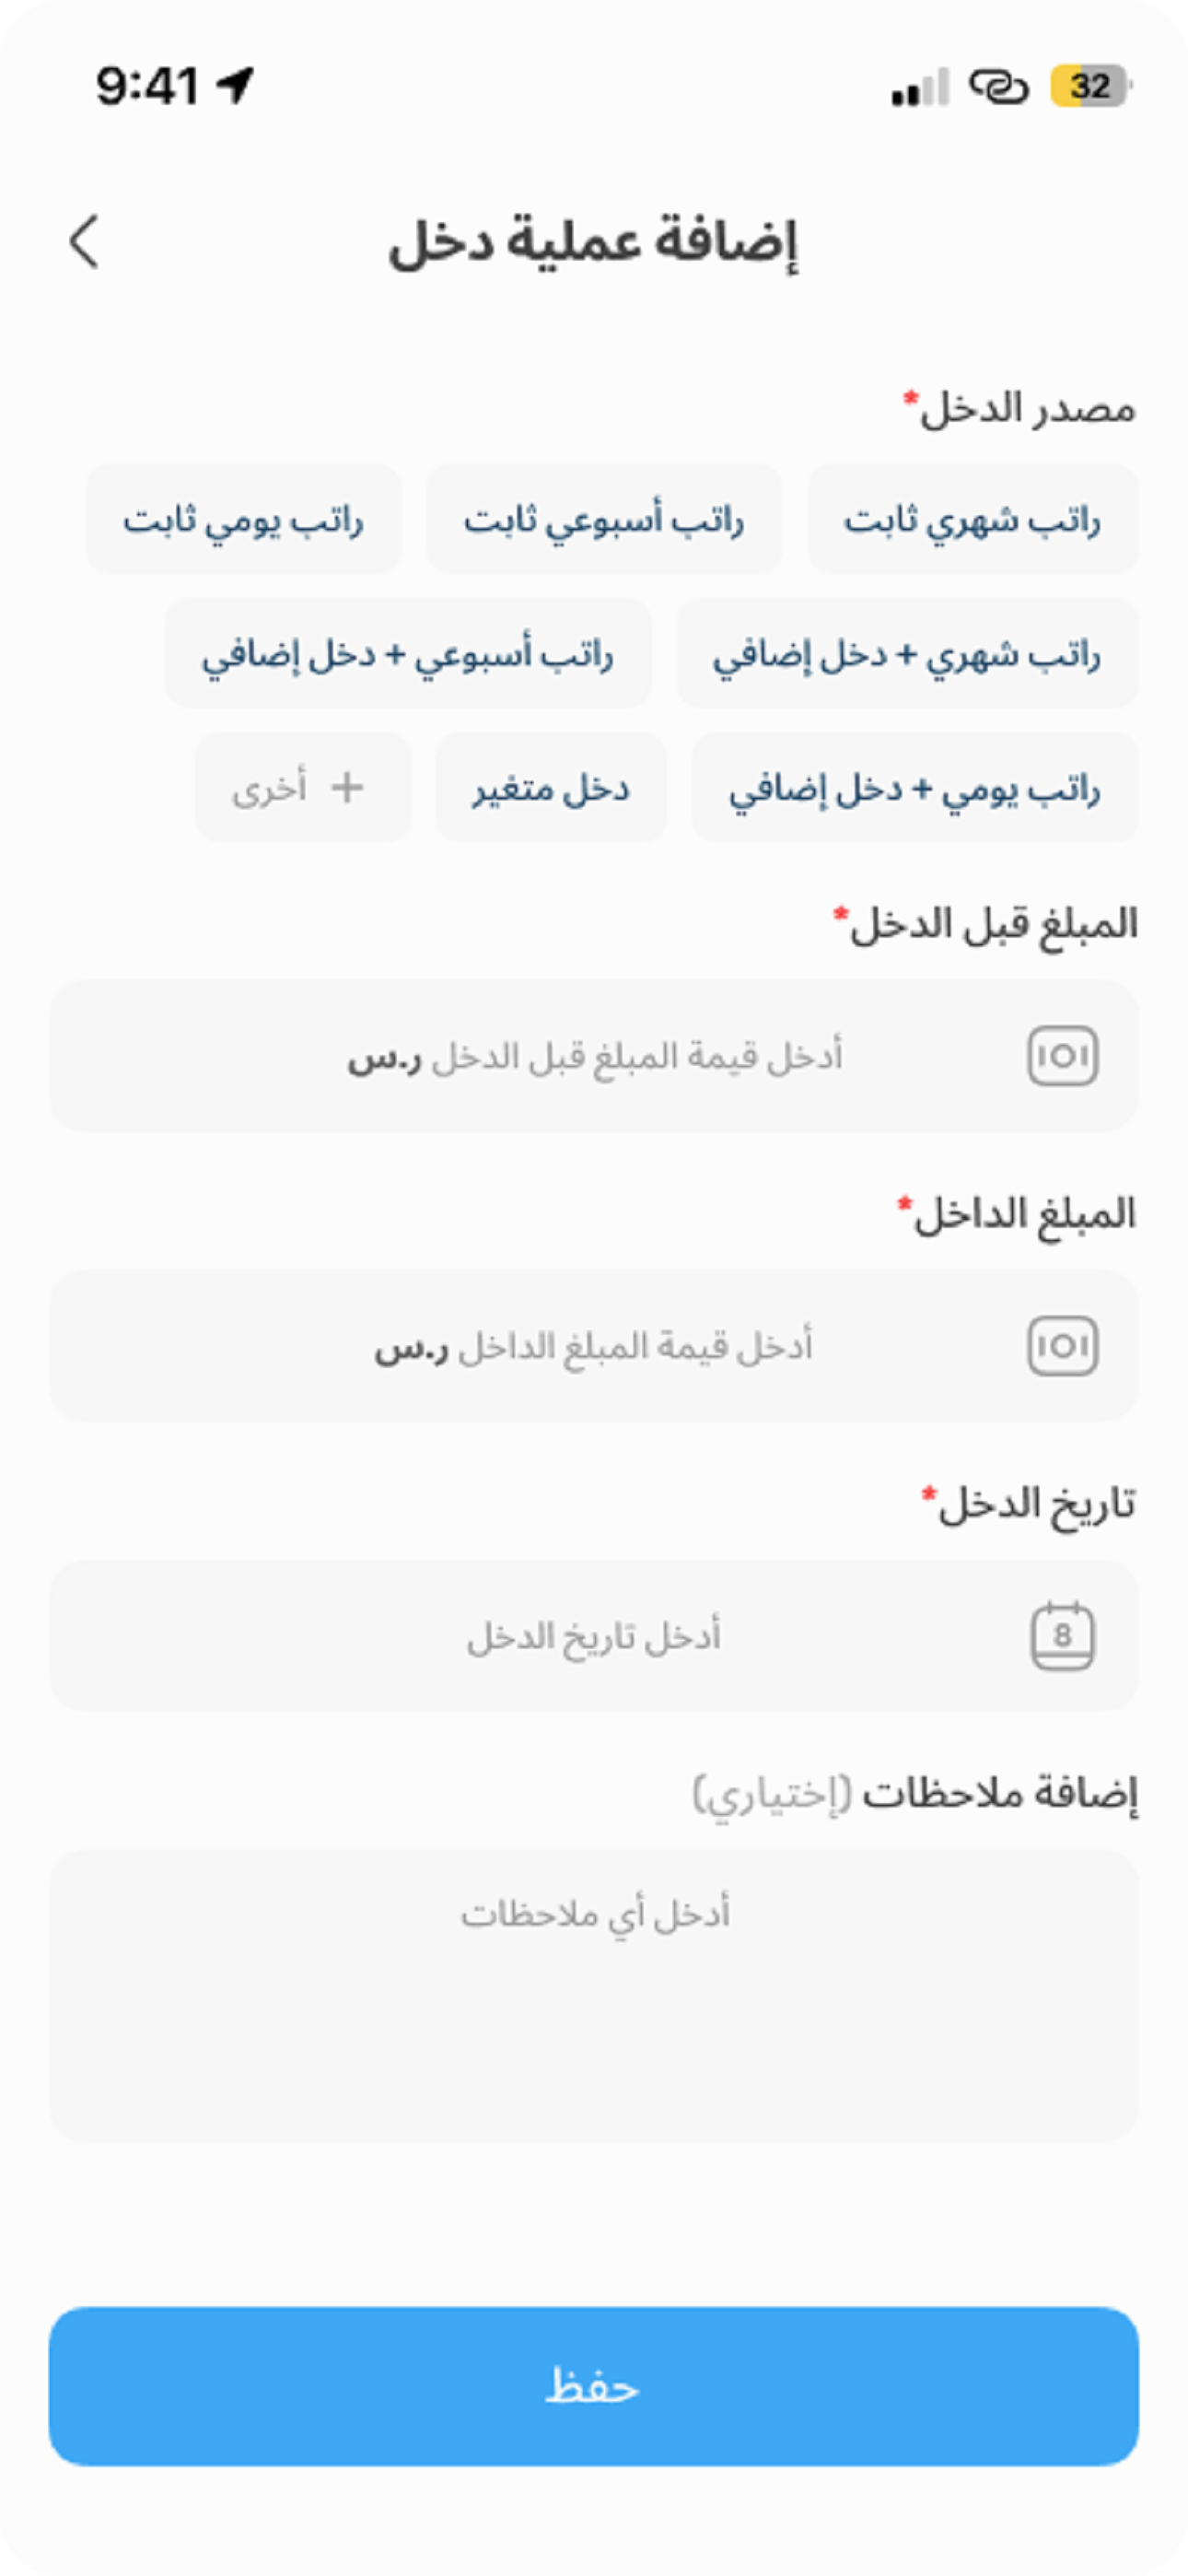 9:41 32
إضافة عملية دخل
مصدر الدخل*
راتب شهري ثابت راتب أسبوعي ثابت راتب يومي ثابت
راتب شهري + دخل إضافي راتب أسبوعي + دخل إضافي
راتب يومي + دخل إضافي دخل متغير + أخرى
المبلغ قبل الدخل*
أدخل قيمة المبلغ قبل الدخل ر.س
المبلغ الداخل*
أدخل قيمة المبلغ الداخل ر.س
تاريخ الدخل*
8 أدخل تاريخ الدخل
إضافة ملاحظات (إختياري)
أدخل أي ملاحظات
حفظ